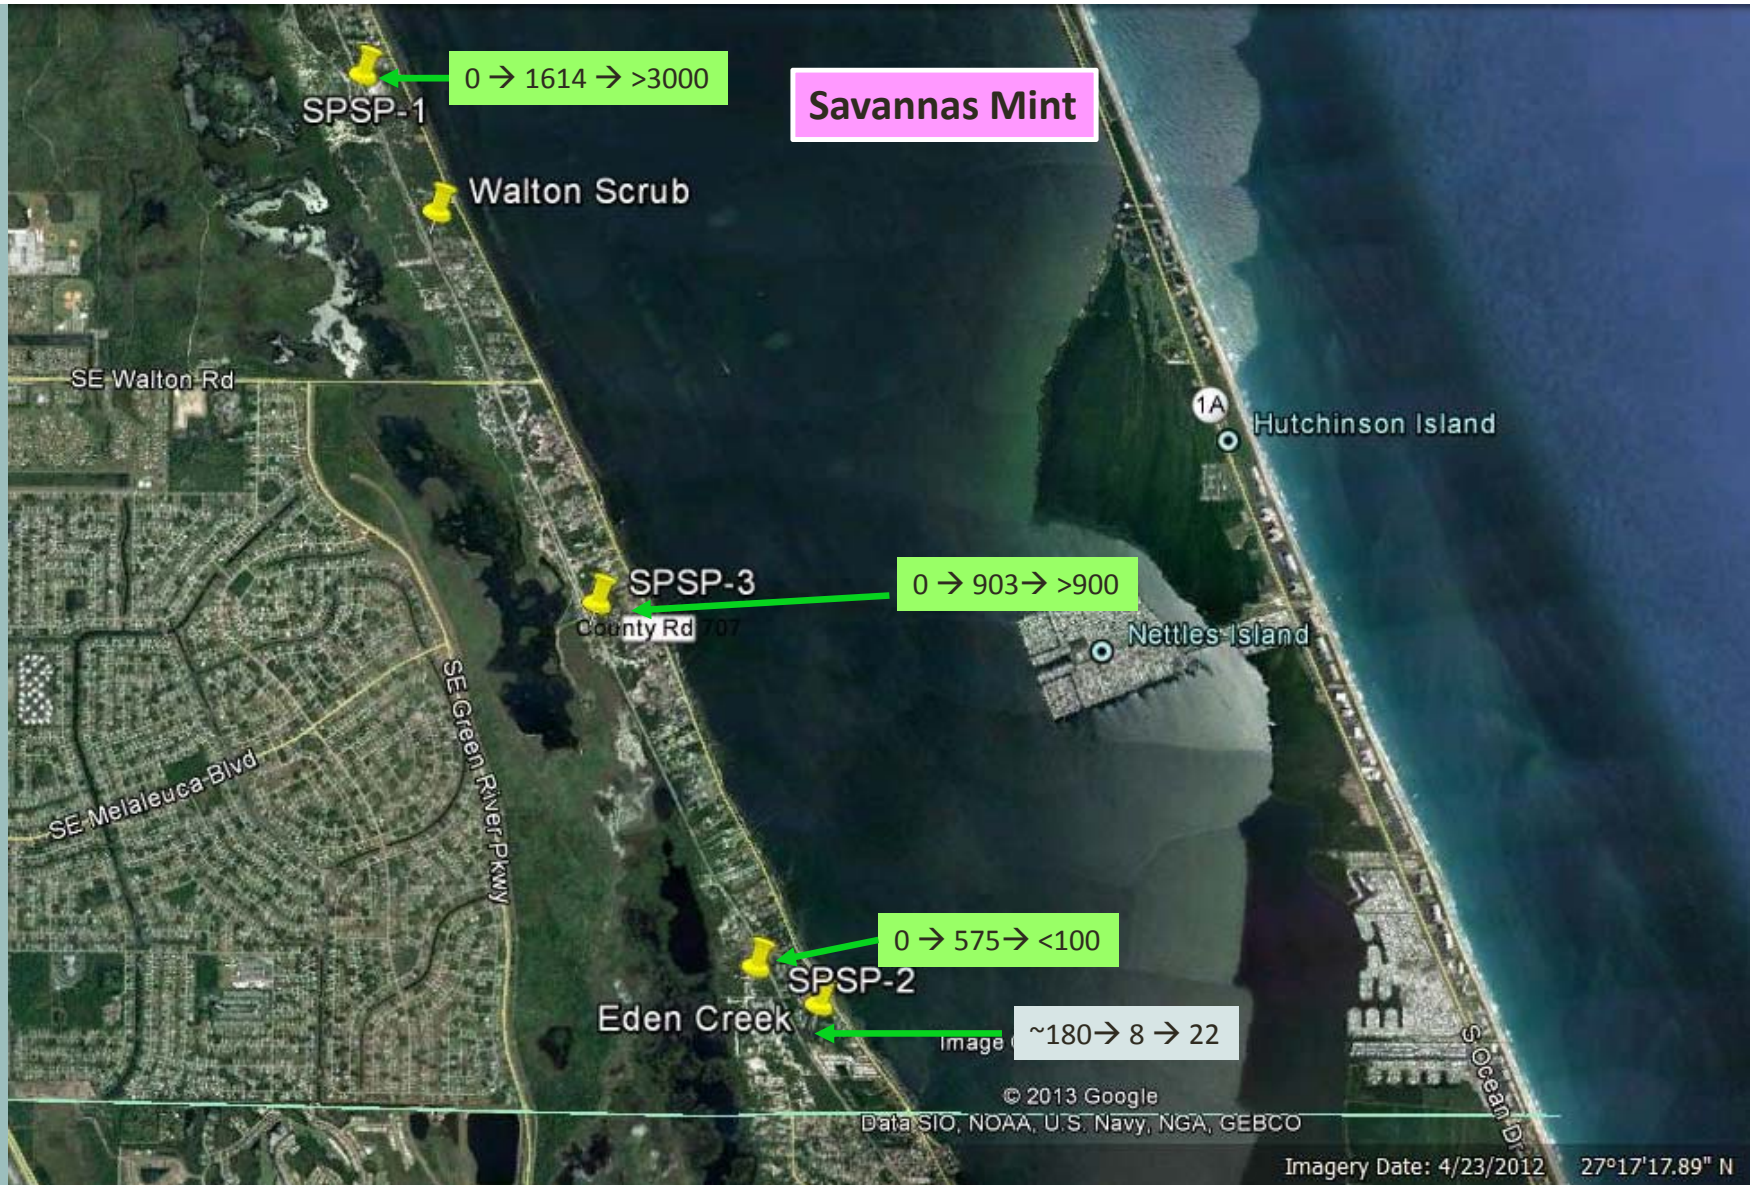 0 → 1614 → >3000
Savannas Mint
SPSP-1
Walton Scrub
SE Walton Rd
1A
Hutchinson Island
SPSP-3
0 → 903→ >900
County Rd 707
Nettles Island
SE Green River Pkwy
SE Melaleuca Blvd
0 → 575→ <100
SPSP-2
Eden Creek
~180→ 8 → 22
Image
S Ocean Dr
© 2013 Google
Data SIO, NOAA, U.S. Navy, NGA, GEBCO
Imagery Date: 4/23/2012 27°17'17.89" N